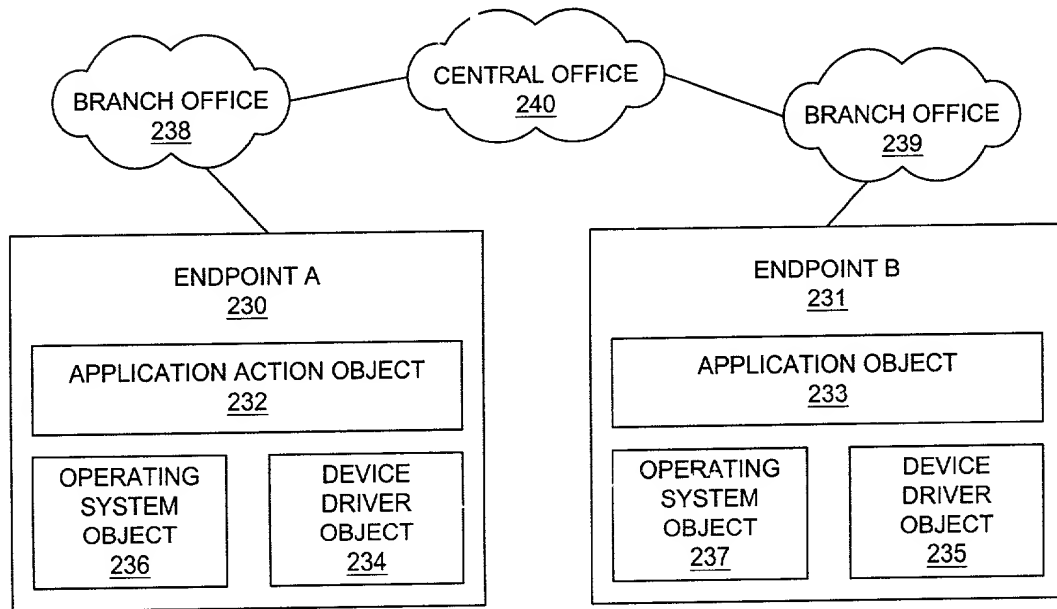 BRANCH OFFICE
238
CENTRAL OFFICE
240
BRANCH OFFICE
239
ENDPOINT A
230
APPLICATION ACTION OBJECT
232
OPERATING
SYSTEM
OBJECT
236
DEVICE
DRIVER
OBJECT
234
ENDPOINT B
231
APPLICATION OBJECT
233
OPERATING
SYSTEM
OBJECT
237
DEVICE
DRIVER
OBJECT
235